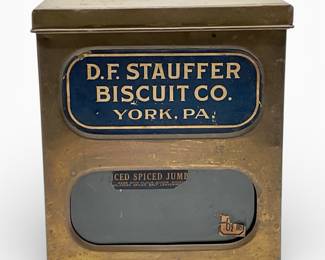 D.F. STAUFFER
BISCUIT CO.
YORK, PA.
CED SPICED JUMB